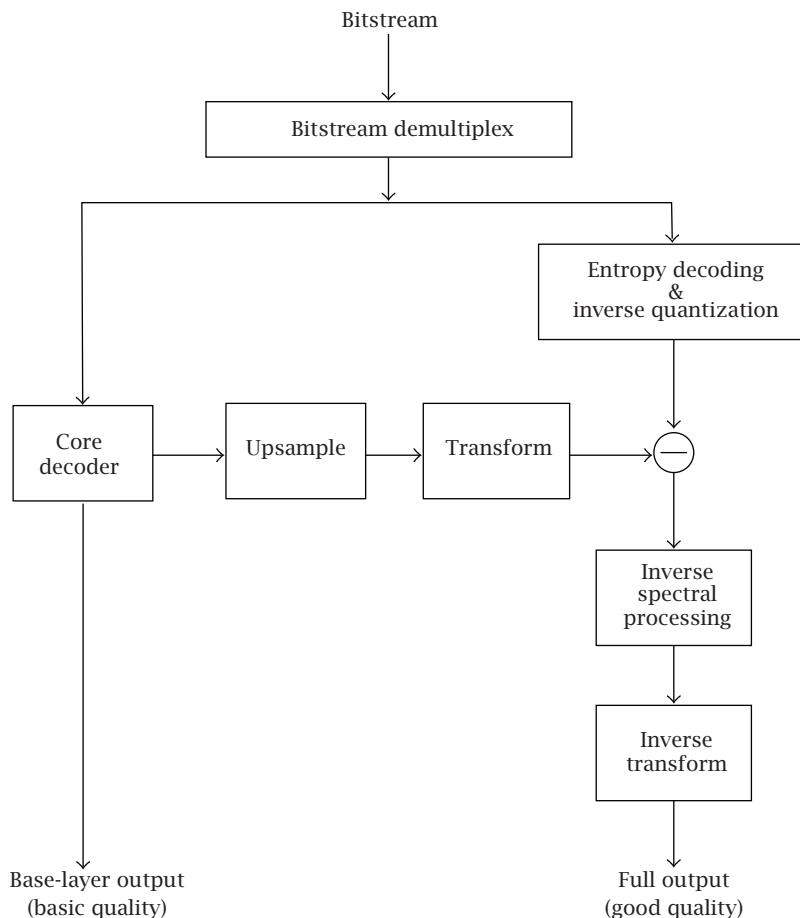 Bitstream
Bitstream demultiplex
Entropy decoding
&
inverse quantization
Core
decoder
Upsample
Transform
Inverse
spectral
processing
Inverse
transform
Base-layer output
(basic quality)
Full output
(good quality)